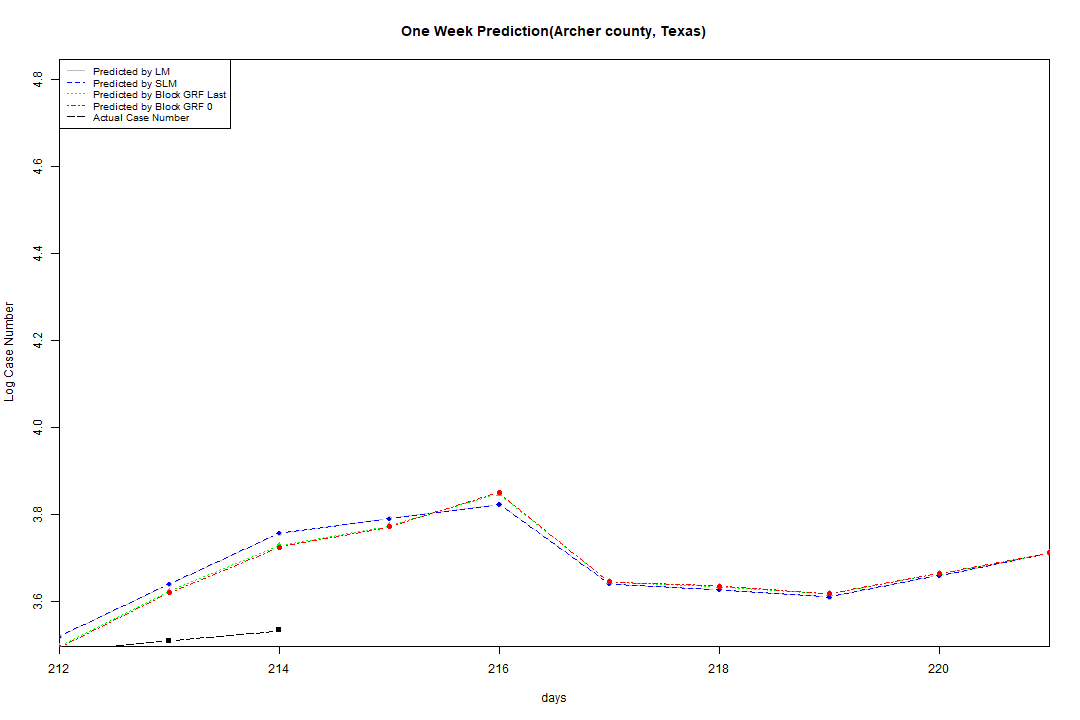 One Week Prediction(Archer county, Texas)
Predicted by LM
Predicted by SLM
Predicted by Block GRF Last
Predicted by Block GRF 0
Actual Case Number
4.8
4.6
4.4
4.2
4.0
3.8
3.6
Log Case Number
212 214 216 218 220
days